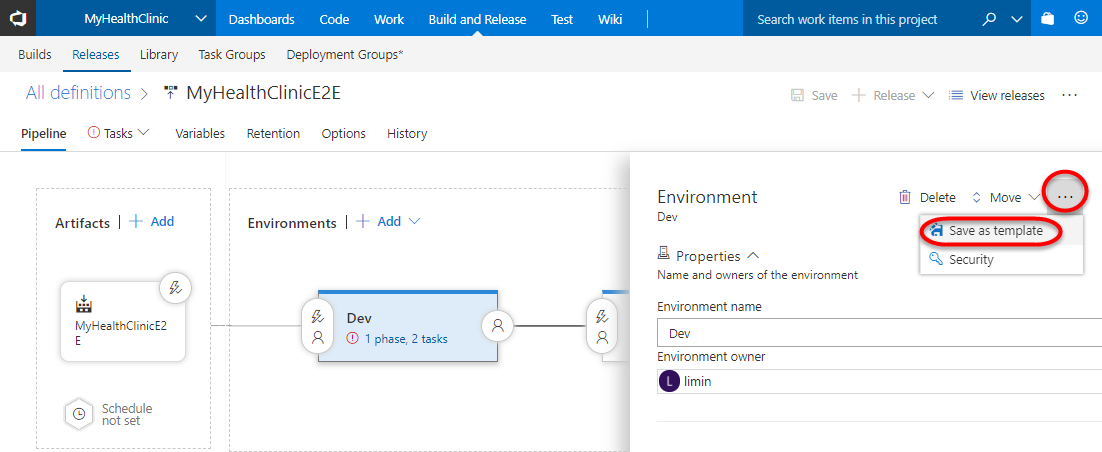 MyHealthClinic Dashboards Code Work Build and Release Test Wiki Search work items in this project
Builds Releases Library Task Groups Deployment Groups*
All definitions > MyHealthClinicE2E Save + Release View releases ...
Pipeline Tasks Variables Retention Options History
Artifacts | + Add
Environments | + Add
MyHealthClinicE2
E
Schedule
not set
Dev
1 phase, 2 tasks
Environment Delete Move ...
Dev
Save as template
Security
Properties
Name and owners of the environment
Environment name
Dev
Environment owner
L limin